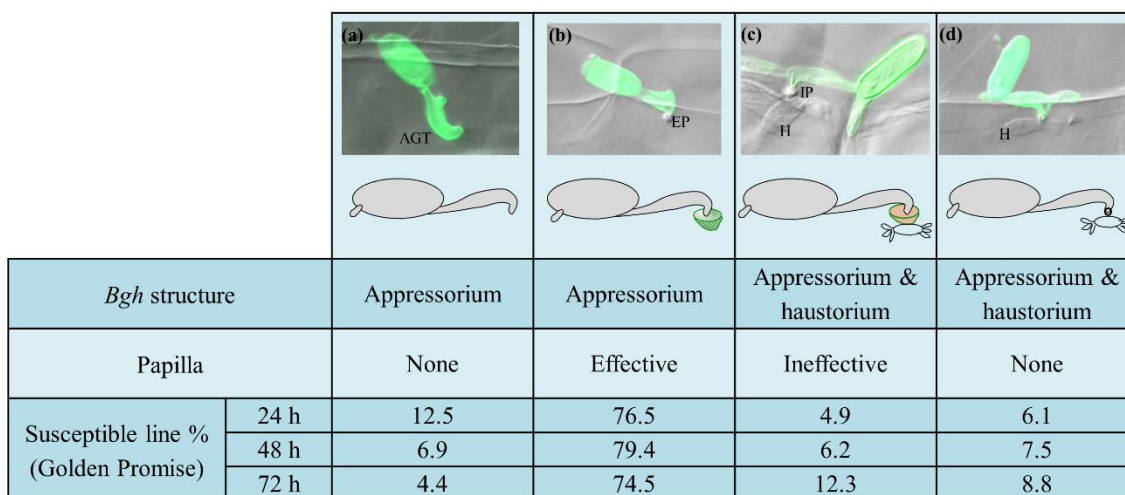 (a) (b) (c) (d)
AGT EP IP H H
Bgh structure Appressorium Appressorium Appressorium & haustorium Appressorium & haustorium
Papilla None Effective Ineffective None
Susceptible line % (Golden Promise)
24 h 12.5 76.5 4.9 6.1
48 h 6.9 79.4 6.2 7.5
72 h 4.4 74.5 12.3 8.8